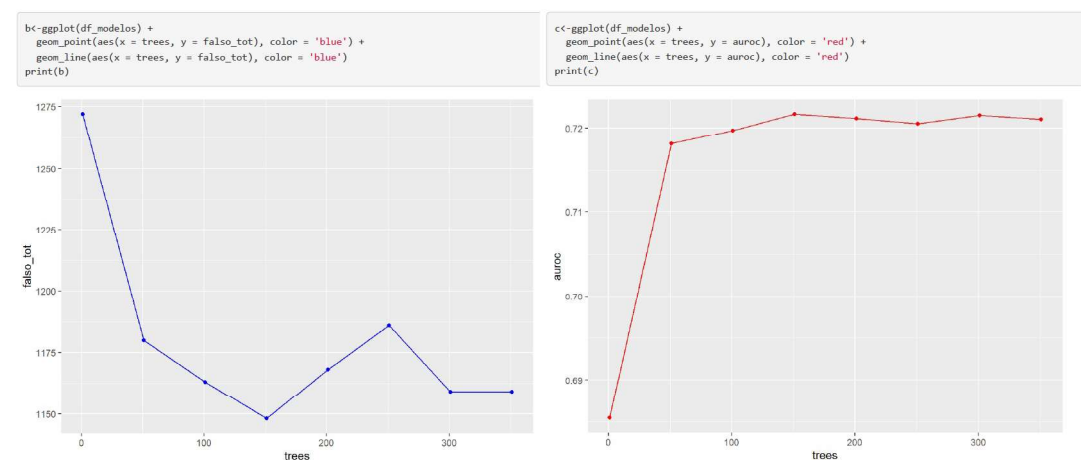 b<-ggplot(df_modelos) +
geom_point(aes(x = trees, y = falso_tot), color = 'blue') +
geom_line(aes(x = trees, y = falso_tot), color = 'blue')
print(b)
1275
1250
1225
1200
1175
1150
falso_tot
0 100 200 300
trees
c<-ggplot(df_modelos) +
geom_point(aes(x = trees, y = auroc), color = 'red') +
geom_line(aes(x = trees, y = auroc), color = 'red')
print(c)
0.72
0.71
0.70
0.69
auroc
0 100 200 300
trees